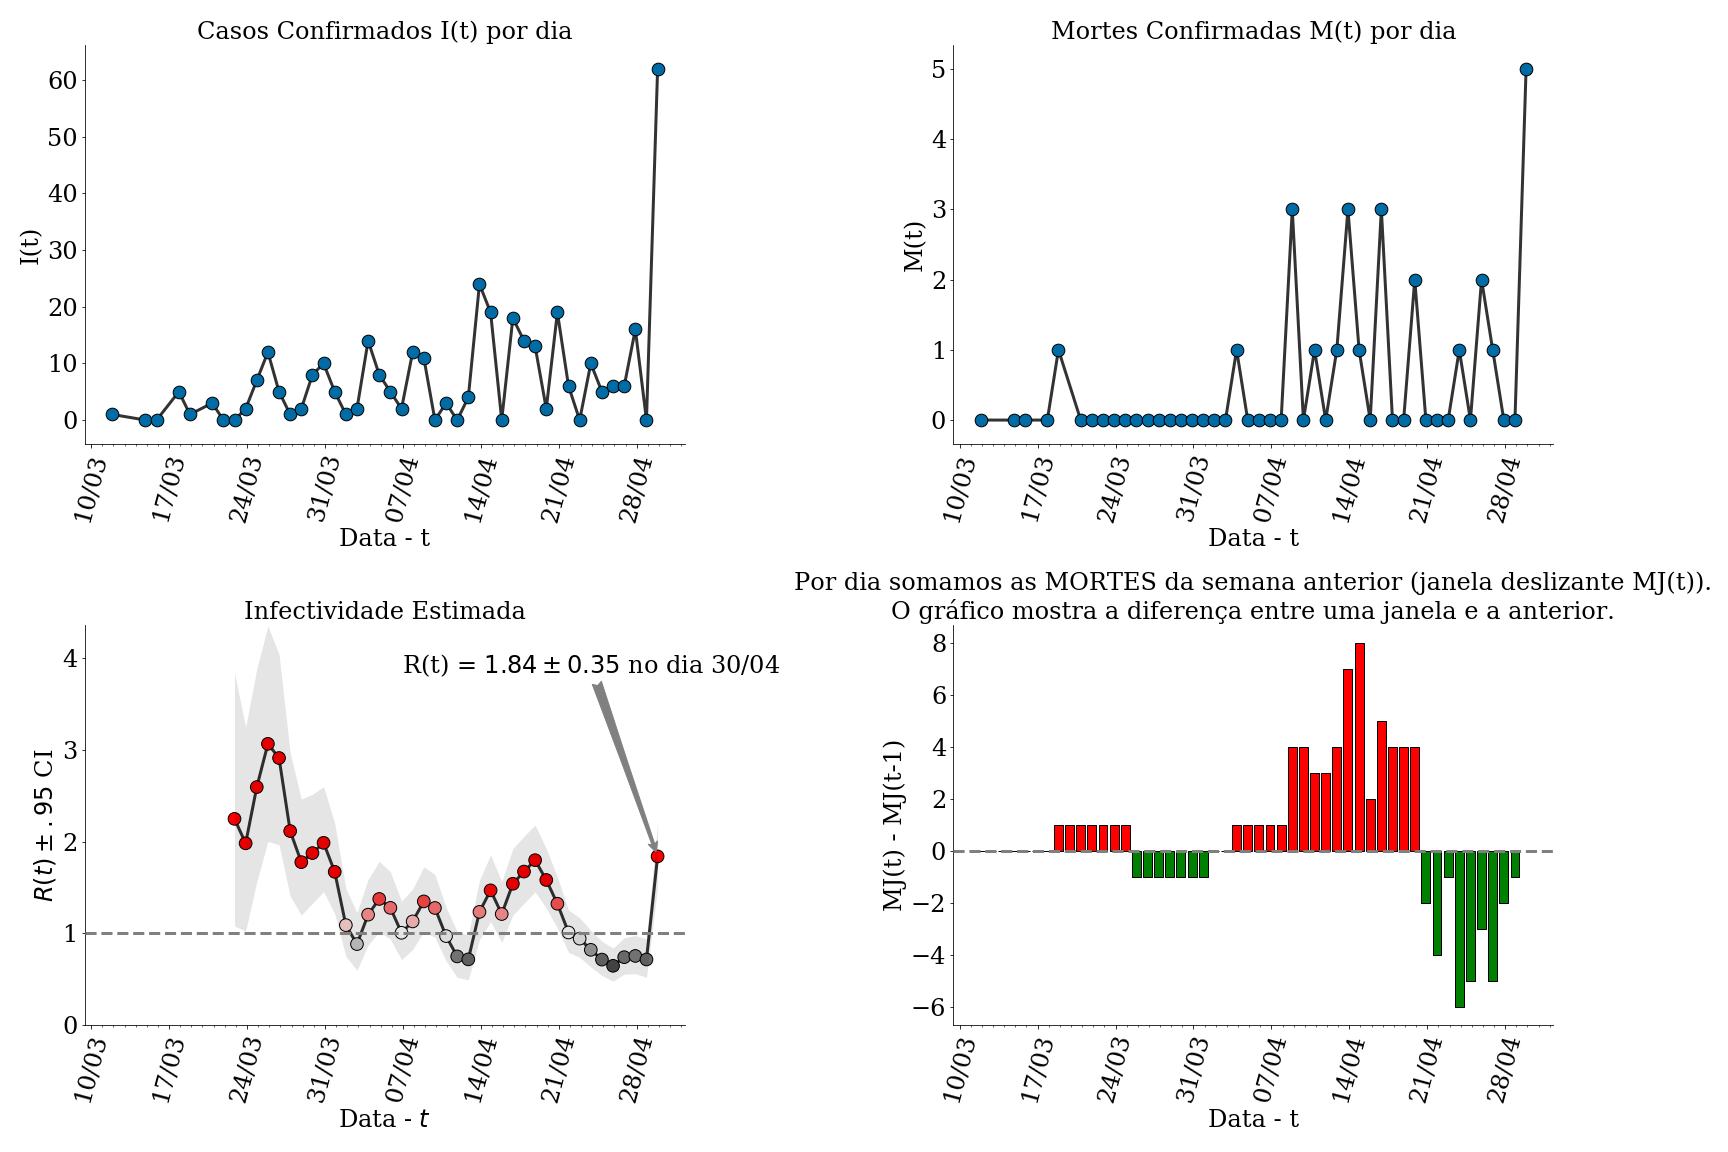 Casos Confirmados I(t) por dia
60
50
40
30
20
10
0
I(t)
10/03 17/03 24/03 31/03 07/04 14/04 21/04 28/04
Data - t
Mortes Confirmadas M(t) por dia
5
4
3
2
1
0
M(t)
10/03 17/03 24/03 31/03 07/04 14/04 21/04 28/04
Data - t
Infectividade Estimada
R(t) = 1.84 ± 0.35 no dia 30/04
4
3
2
1
0
R(t) ± .95 CI
10/03 17/03 24/03 31/03 07/04 14/04 21/04 28/04
Data - t
Por dia somamos as MORTES da semana anterior (janela deslizante MJ(t)).
O gráfico mostra a diferença entre uma janela e a anterior.
8
6
4
2
0
−2
−4
−6
MJ(t) - MJ(t-1)
10/03 17/03 24/03 31/03 07/04 14/04 21/04 28/04
Data - t